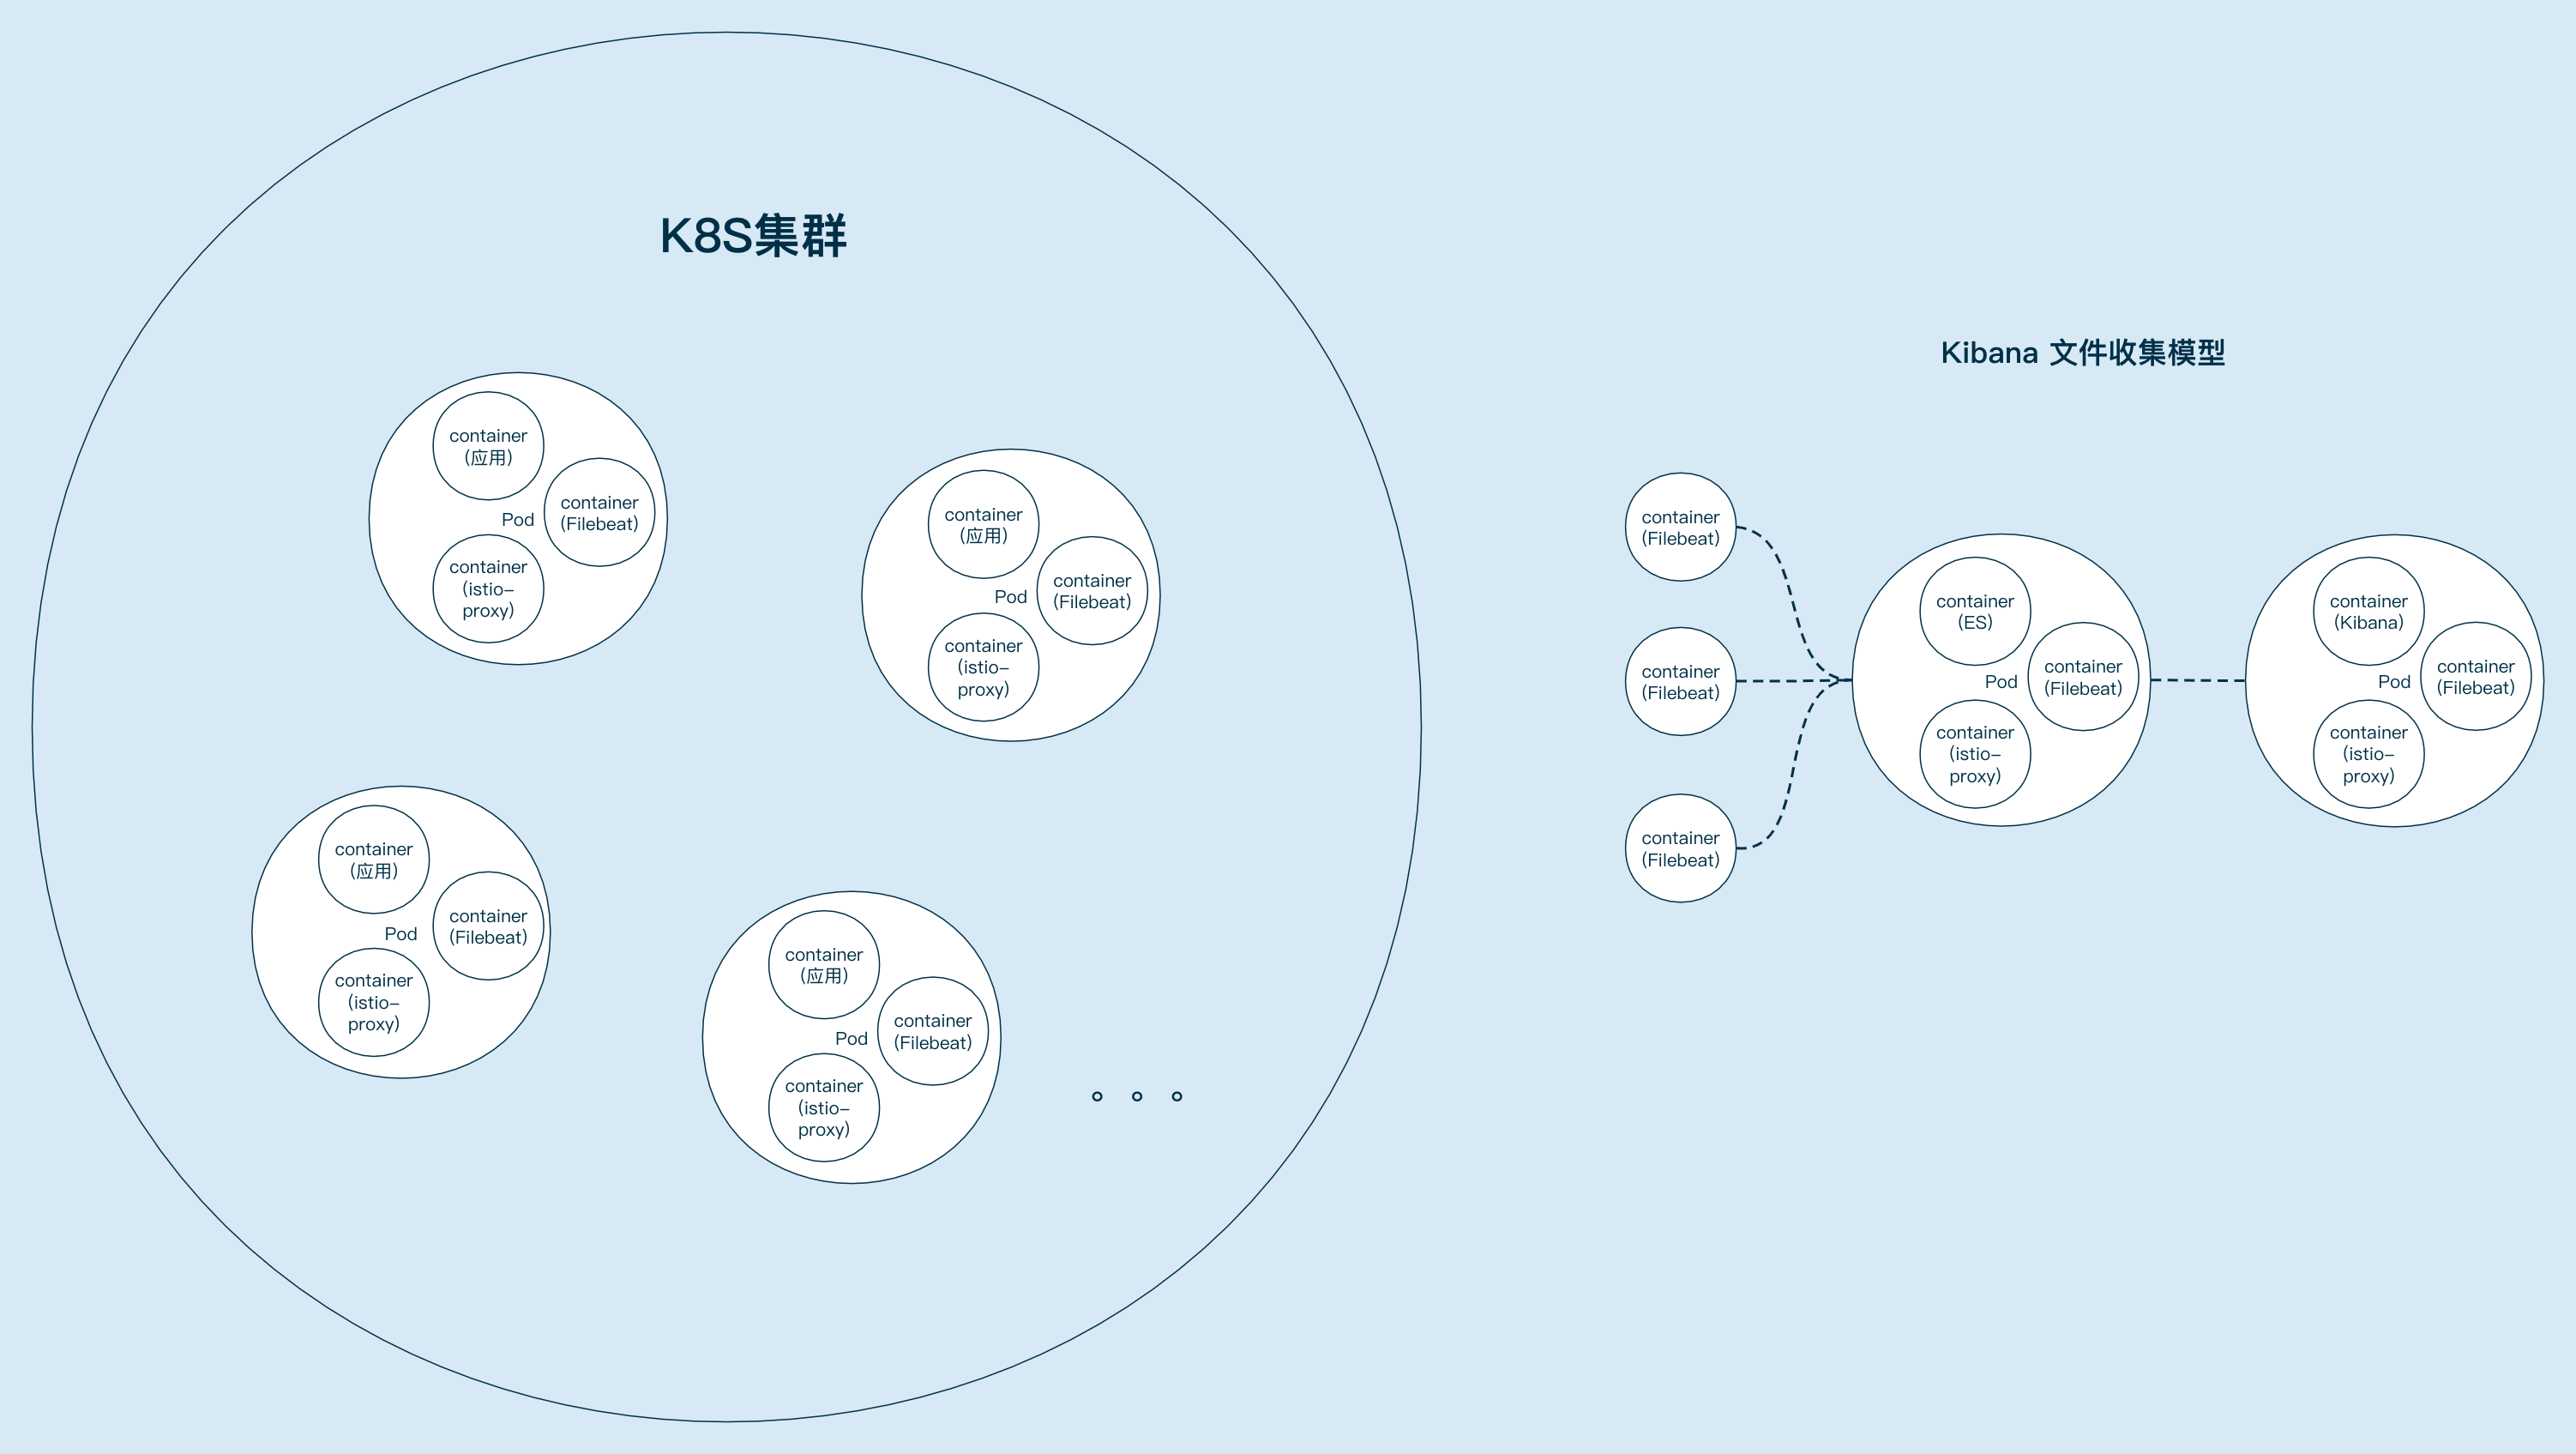 K8S集群
container
(应用)
container
(Filebeat)
Pod
container
(istio–
proxy)
container
(应用)
container
(Filebeat)
Pod
container
(istio–
proxy)
container
(应用)
container
(Filebeat)
Pod
container
(istio–
proxy)
container
(应用)
container
(Filebeat)
Pod
container
(istio–
proxy)
Kibana 文件收集模型
container
(Filebeat)
container
(Filebeat)
container
(Filebeat)
container
(ES)
container
(Filebeat)
Pod
container
(istio–
proxy)
container
(Kibana)
container
(Filebeat)
Pod
container
(istio–
proxy)